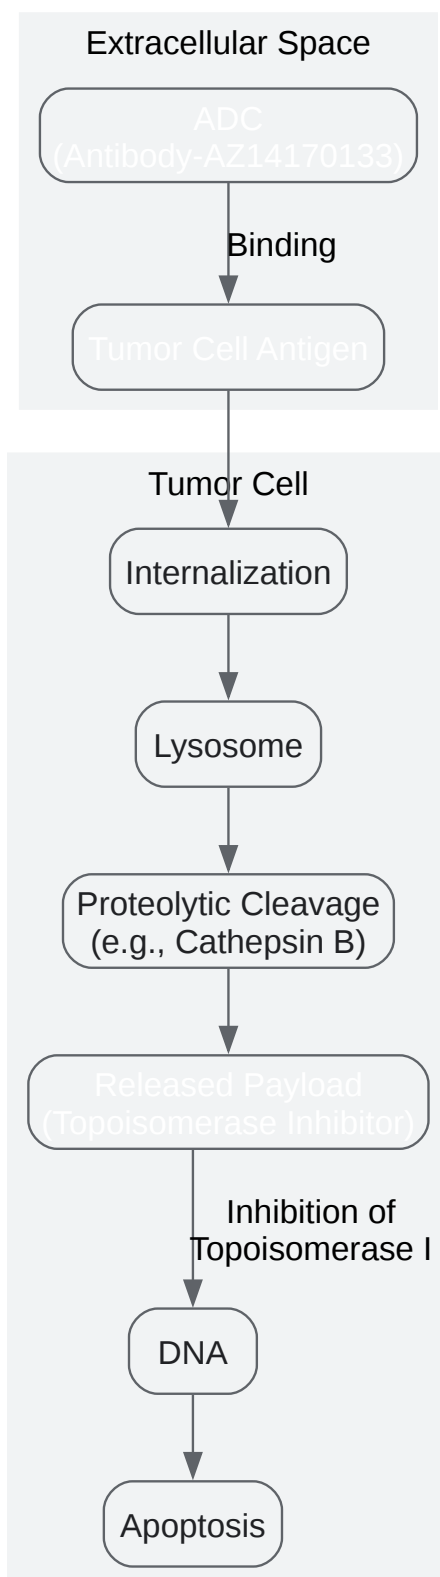 Extracellular Space
ADC
(Antibody-AZ14170133)
Binding
Tumor Cell Antigen
Tumor Cell
Internalization
Lysosome
Proteolytic Cleavage
(e.g., Cathepsin B)
Released Payload
(Topoisomerase Inhibitor)
Inhibition of
Topoisomerase I
DNA
Apoptosis